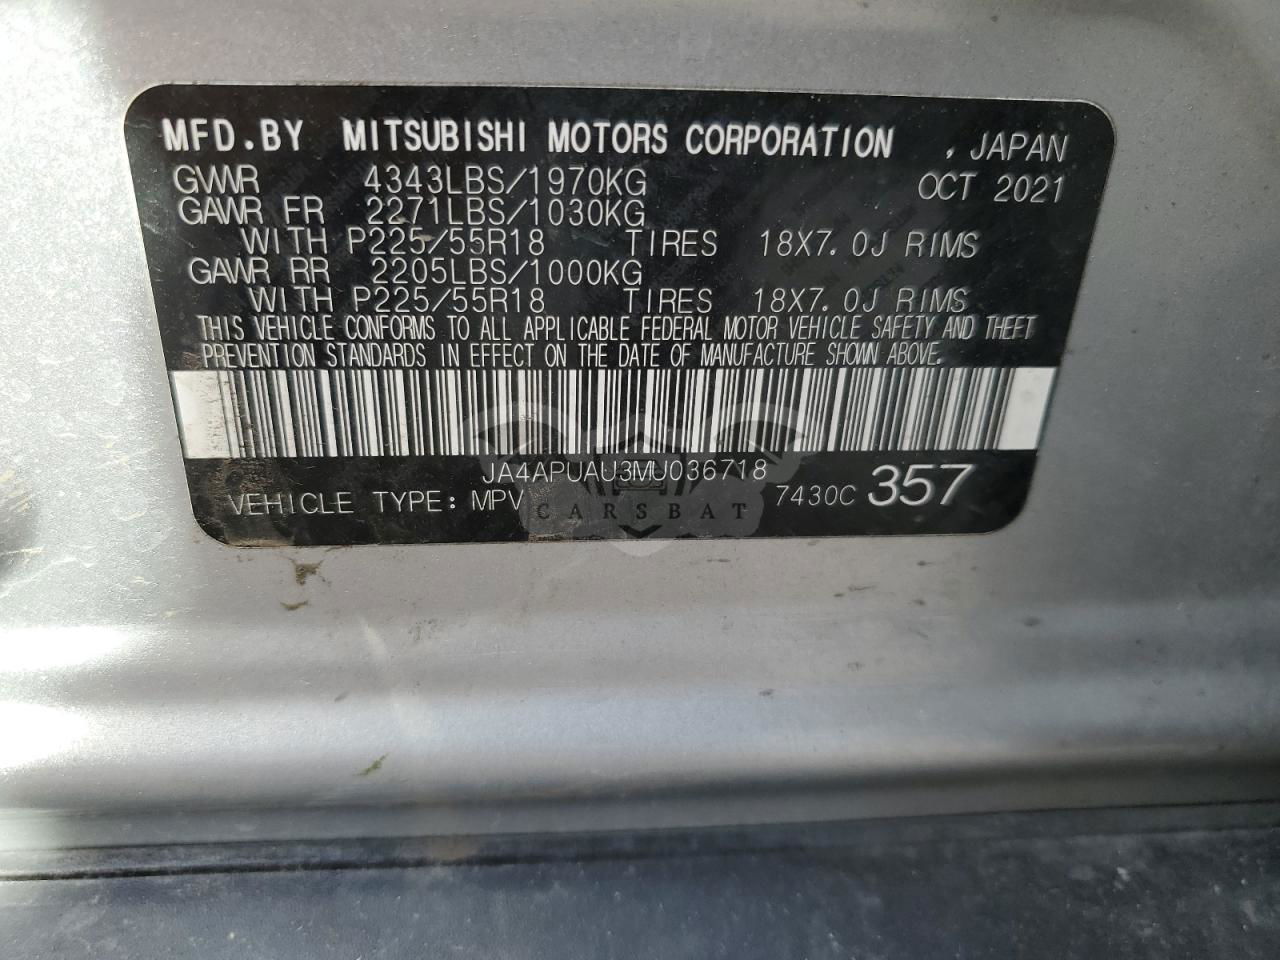 MFD.BY MITSUBISHI MOTORS CORPORATION , JAPAN
GVWR 4343LBS/1970KG OCT 2021
GAWR FR 2271LBS/1030KG
WITH P225/55R18 TIRES 18X7.0J RIMS
GAWR RR 2205LBS/1000KG
WITH P225/55R18 TIRES 18X7.0J RIMS
THIS VEHICLE CONFORMS TO ALL APPLICABLE FEDERAL MOTOR VEHICLE SAFETY AND THEFT
PREVENTION STANDARDS IN EFFECT ON THE DATE OF MANUFACTURE SHOWN ABOVE.
JA4APUAU3MU036718
VEHICLE TYPE: MPV 7430C 357
CARSBAT